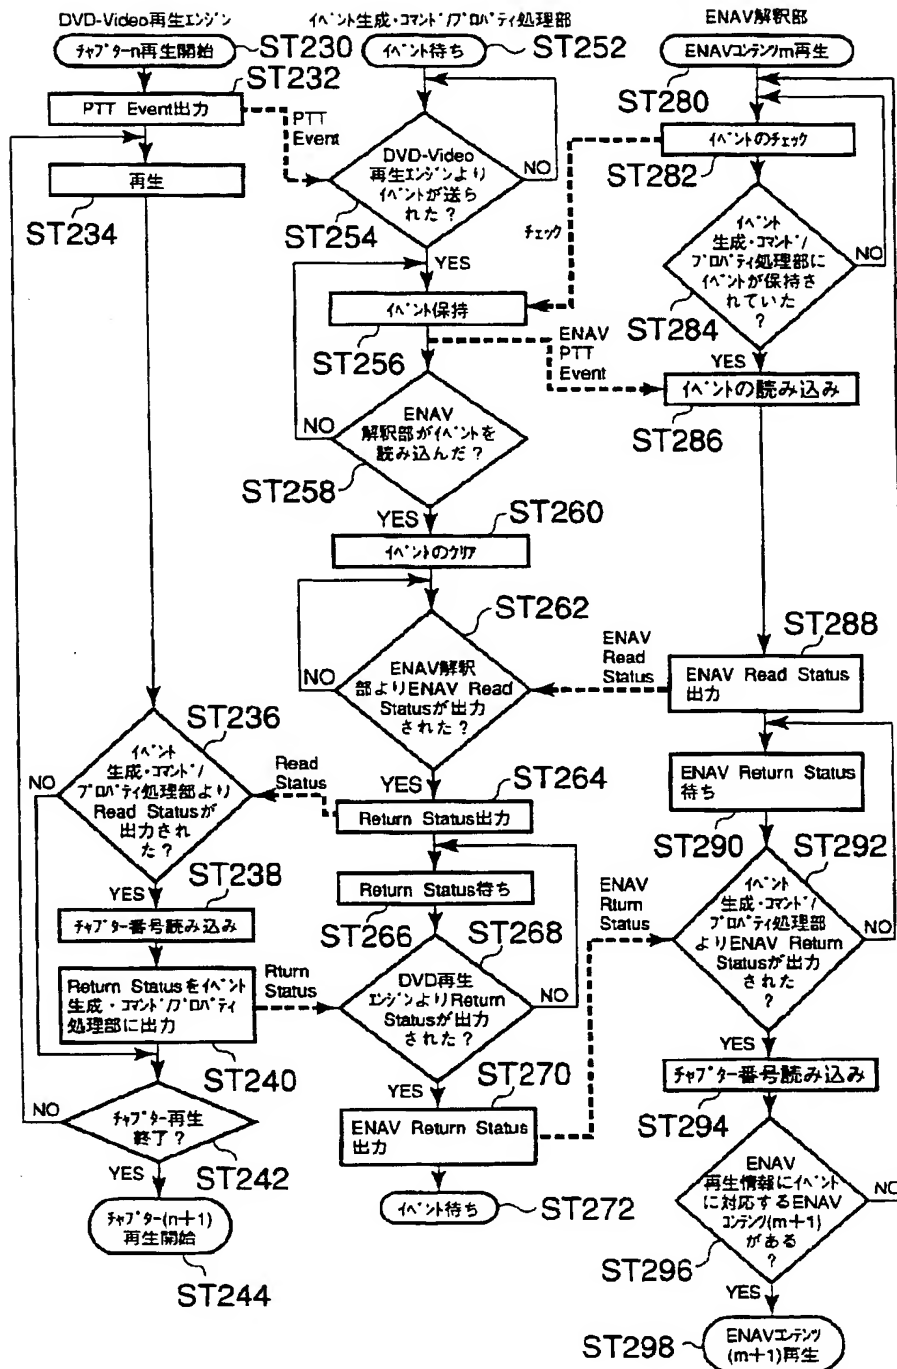 DVD-Video再生エンジン
チャプターn再生開始
ST230
ST232
PTT Event出力
PTT
Event
再生
ST234
ST236
イベント
生成・コマンド/
プロパティ処理部より
Read Statusが
出力され
た?
NO
YES
ST238
チャプター番号読み込み
Return Statusをイベント
生成・コマンド/プロパティ
処理部に出力
ST240
NO
チャプター再生
終了?
ST242
YES
チャプター(n+1)
再生開始
ST244
イベント生成・コマンド/プロパティ処理部
イベント待ち
ST252
DVD-Video
再生エンジンより
イベントが送ら
れた?
NO
ST254
YES
チェック
イベント保持
ST256
ENAV
PTT
Event
NO
ENAV
解釈部がイベントを
読み込んだ?
ST258
YES
ST260
イベントのクリア
ST262
NO
ENAV解釈
部よりENAV Read
Statusが出力
された?
ENAV
Read
Status
Read
Status
YES
ST264
Return Status出力
Return Status待ち
ST266
ST268
Rturn
Status
DVD再生
エンジンよりReturn
Statusが出力
された?
NO
YES
ST270
ENAV Return Status
出力
イベント待ち
ST272
ENAV
Rturn
Status
ENAV解釈部
ENAVコンテンツm再生
ST280
イベントのチェック
ST282
イベント
生成・コマンド/
プロパティ処理部に
イベントが保持さ
れていた
?
NO
ST284
YES
イベントの読み込み
ST286
ST288
ENAV Read Status
出力
ENAV Return Status
待ち
ST290
ST292
イベント
生成・コマンド/
プロパティ処理部
よりENAV Return
Statusが出力
された
?
NO
YES
チャプター番号読み込み
ST294
ENAV
再生情報にイベント
に対応するENAV
コンテンツ(m+1)
がある
?
NO
ST296
YES
ST298
ENAVコンテンツ
(m+1)再生